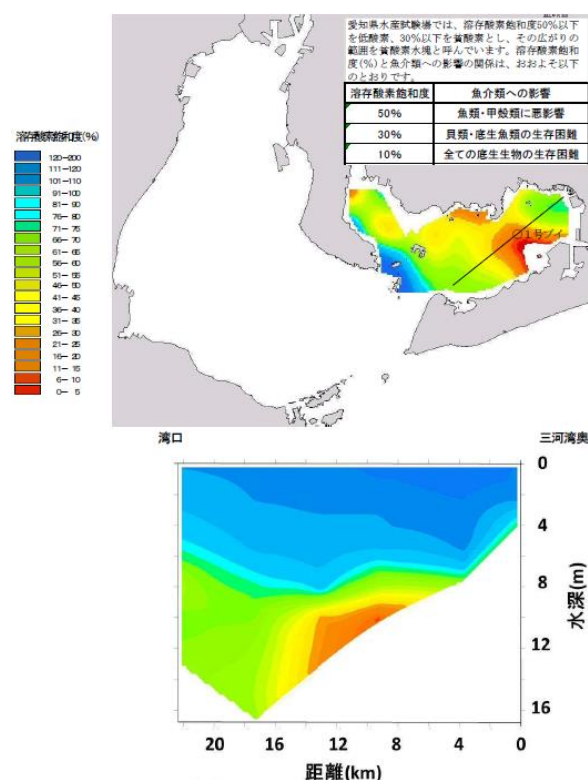 愛知県水産試験場では、溶存酸素飽和度50%以下
を低酸素、30%以下を貧酸素とし、その広がりの
範囲を貧酸素水塊と呼んでいます。溶存酸素飽和
度(%)と魚介類への影響の関係は、おおよそ以下
のとおりです。
溶存酸素飽和度 魚介類への影響
50% 魚類・甲殻類に悪影響
30% 貝類・底生魚類の生存困難
10% 全ての底生生物の生存困難
溶存酸素飽和度(%)
120-200
111-120
101-110
91-100
81-90
76-80
71-75
66-70
61-65
56-60
51-55
46-50
41-45
36-40
31-35
26-30
21-25
16-20
11-15
6-10
0-5
1号ブイ
湾口 三河湾奥
0
4
8
12
16
水深(m)
20 16 12 8 4 0
距離(km)